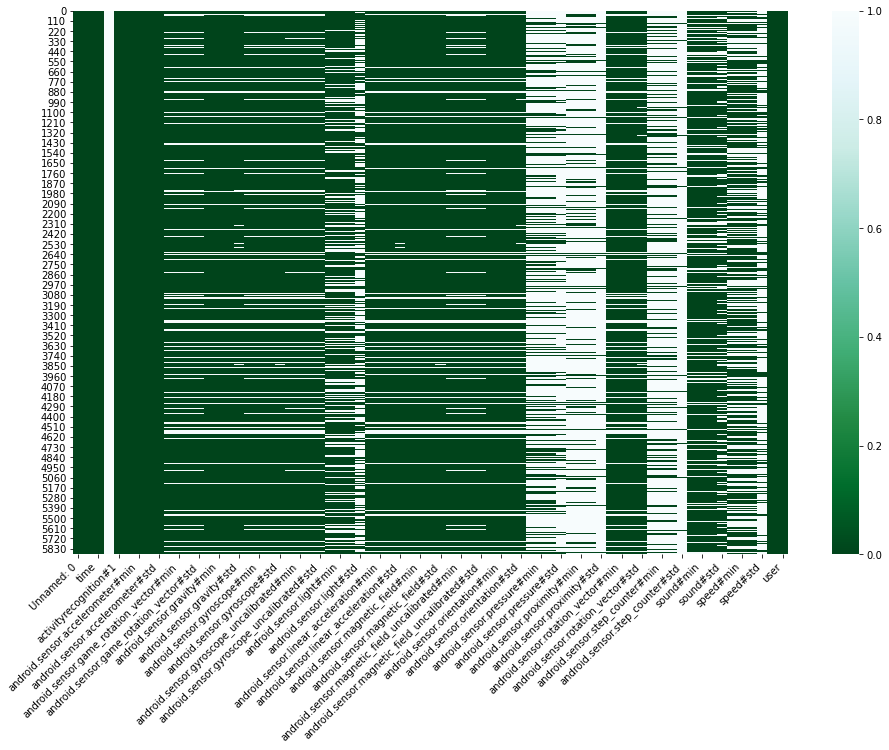 0
110
220
330
440
550
660
770
880
990
1100
1210
1320
1430
1540
1650
1760
1870
1980
2090
2200
2310
2420
2530
2640
2750
2860
2970
3080
3190
3300
3410
3520
3630
3740
3850
3960
4070
4180
4290
4400
4510
4620
4730
4840
4950
5060
5170
5280
5390
5500
5610
5720
5830
1.0
0.8
0.6
0.4
0.2
0.0
Unnamed: 0
time
activityrecognition#1
android.sensor.accelerometer#min
android.sensor.accelerometer#std
android.sensor.game_rotation_vector#min
android.sensor.game_rotation_vector#std
android.sensor.gravity#min
android.sensor.gravity#std
android.sensor.gyroscope#min
android.sensor.gyroscope#std
android.sensor.gyroscope_uncalibrated#min
android.sensor.gyroscope_uncalibrated#std
android.sensor.light#min
android.sensor.light#std
android.sensor.linear_acceleration#min
android.sensor.linear_acceleration#std
android.sensor.magnetic_field#min
android.sensor.magnetic_field#std
android.sensor.magnetic_field_uncalibrated#min
android.sensor.magnetic_field_uncalibrated#std
android.sensor.orientation#min
android.sensor.orientation#std
android.sensor.pressure#min
android.sensor.pressure#std
android.sensor.proximity#min
android.sensor.proximity#std
android.sensor.rotation_vector#min
android.sensor.rotation_vector#std
android.sensor.step_counter#min
android.sensor.step_counter#std
sound#min
sound#std
speed#min
speed#std
user